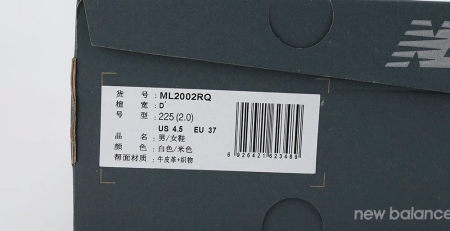 货 号: ML2002RQ
楦 宽: D
号 型: 225 (2.0)
US 4.5 EU 37
品 名: 男/女鞋
颜 色: 白色/米色
帮面材质: 牛皮革+织物
6926421623489
new balance